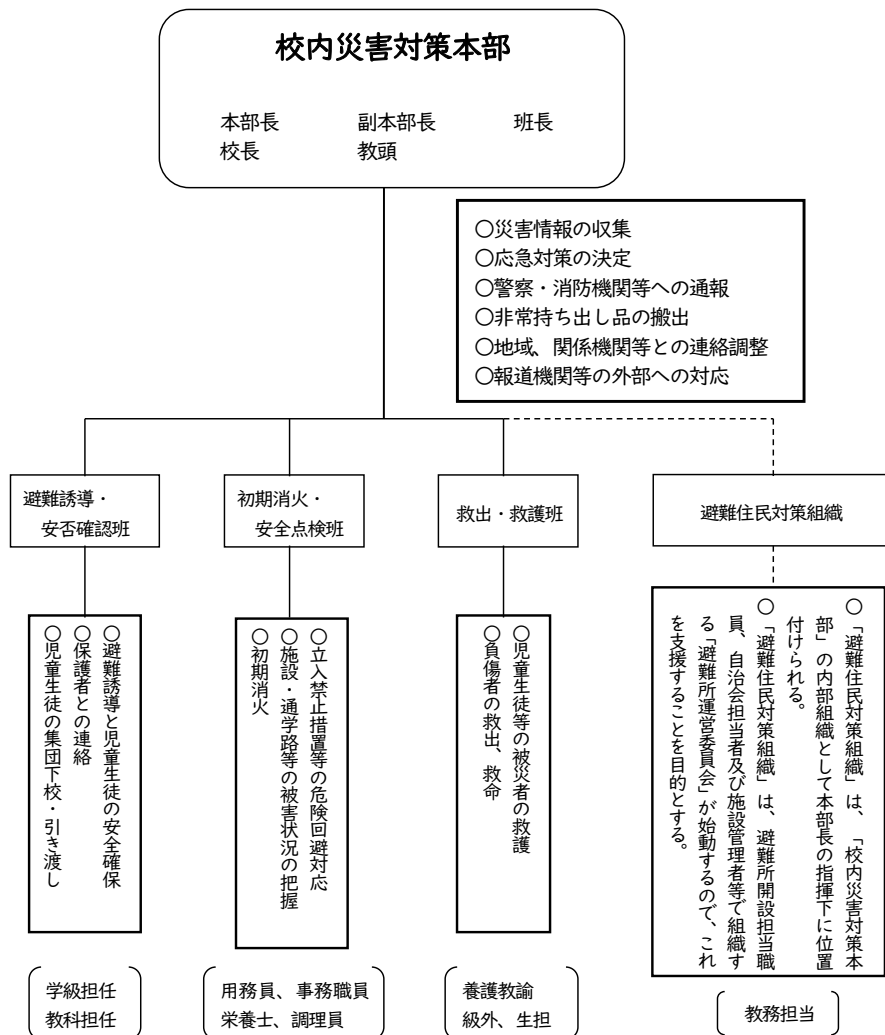 校内災害対策本部
本部長 副本部長 班長
校長 教頭
〇災害情報の収集
〇応急対策の決定
〇警察・消防機関等への通報
〇非常持ち出し品の搬出
〇地域、関係機関等との連絡調整
〇報道機関等の外部への対応
避難誘導・
安否確認班
初期消火・
安全点検班
救出・救護班
避難住民対策組織
〇避難誘導と児童生徒の安全確保
〇保護者との連絡
〇児童生徒の集団下校・引き渡し
〇立入禁止措置等の危険回避対応
〇施設・通学路等の被害状況の把握
〇初期消火
〇児童生徒等の被災者の救護
〇負傷者の救出、救命
〇「避難住民対策組織」は、「校内災害対策本
部」の内部組織として本部長の指揮下に位置
付けられる。
〇「避難住民対策組織」は、避難所開設担当職
員、自治会担当者及び施設管理者等で組織す
る「避難所運営委員会」が始動するので、これ
を支援することを目的とする。
学級担任
教科担任
用務員、事務職員
栄養士、調理員
養護教諭
級外、生担
教務担当